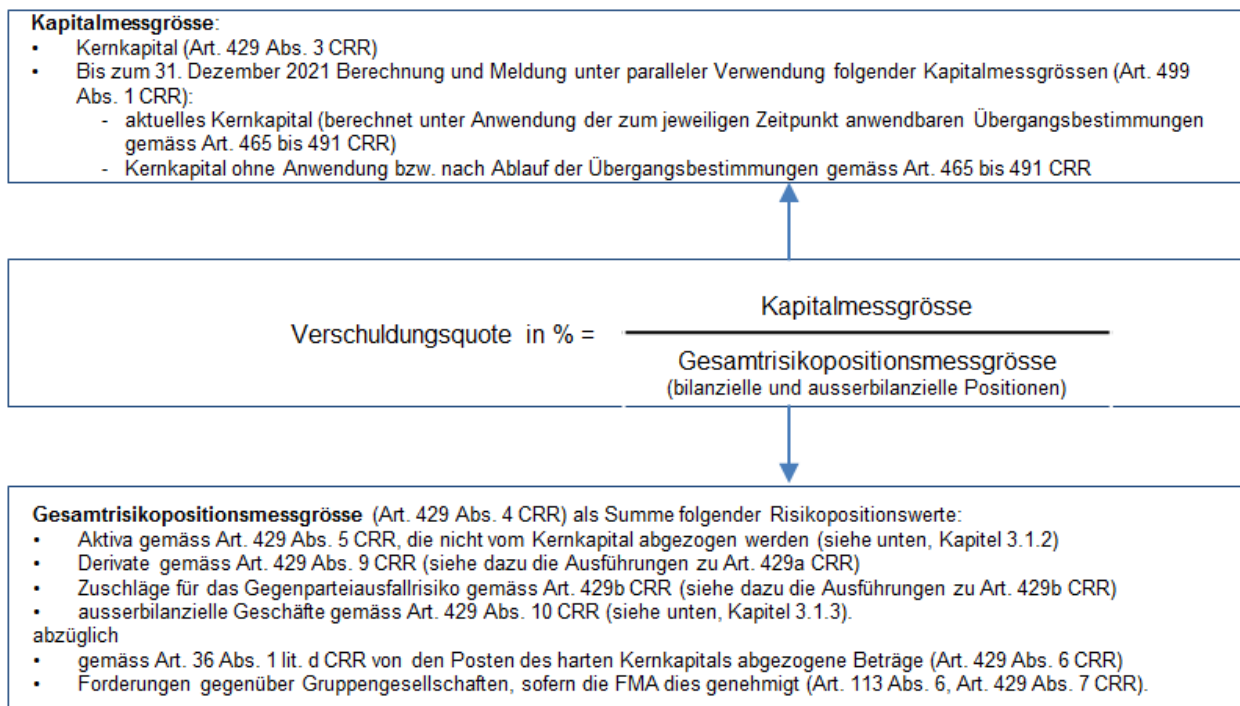 Kapitalmessgrösse:
• Kernkapital (Art. 429 Abs. 3 CRR)
• Bis zum 31. Dezember 2021 Berechnung und Meldung unter paralleler Verwendung folgender Kapitalmessgrössen (Art. 499
Abs. 1 CRR):
- aktuelles Kernkapital (berechnet unter Anwendung der zum jeweiligen Zeitpunkt anwendbaren Übergangsbestimmungen
gemäss Art. 465 bis 491 CRR)
- Kernkapital ohne Anwendung bzw. nach Ablauf der Übergangsbestimmungen gemäss Art. 465 bis 491 CRR
Kapitalmessgrösse
Verschuldungsquote in % =
Gesamtrisikopositionsmessgrösse
(bilanzielle und ausserbilanzielle Positionen)
Gesamtrisikopositionsmessgrösse (Art. 429 Abs. 4 CRR) als Summe folgender Risikopositionswerte:
• Aktiva gemäss Art. 429 Abs. 5 CRR, die nicht vom Kernkapital abgezogen werden (siehe unten, Kapitel 3.1.2)
• Derivate gemäss Art. 429 Abs. 9 CRR (siehe dazu die Ausführungen zu Art. 429a CRR)
• Zuschläge für das Gegenparteiausfallrisiko gemäss Art. 429b CRR (siehe dazu die Ausführungen zu Art. 429b CRR)
• ausserbilanzielle Geschäfte gemäss Art. 429 Abs. 10 CRR (siehe unten, Kapitel 3.1.3).
abzüglich
• gemäss Art. 36 Abs. 1 lit. d CRR von den Posten des harten Kernkapitals abgezogene Beträge (Art. 429 Abs. 6 CRR)
• Forderungen gegenüber Gruppengesellschaften, sofern die FMA dies genehmigt (Art. 113 Abs. 6, Art. 429 Abs. 7 CRR).